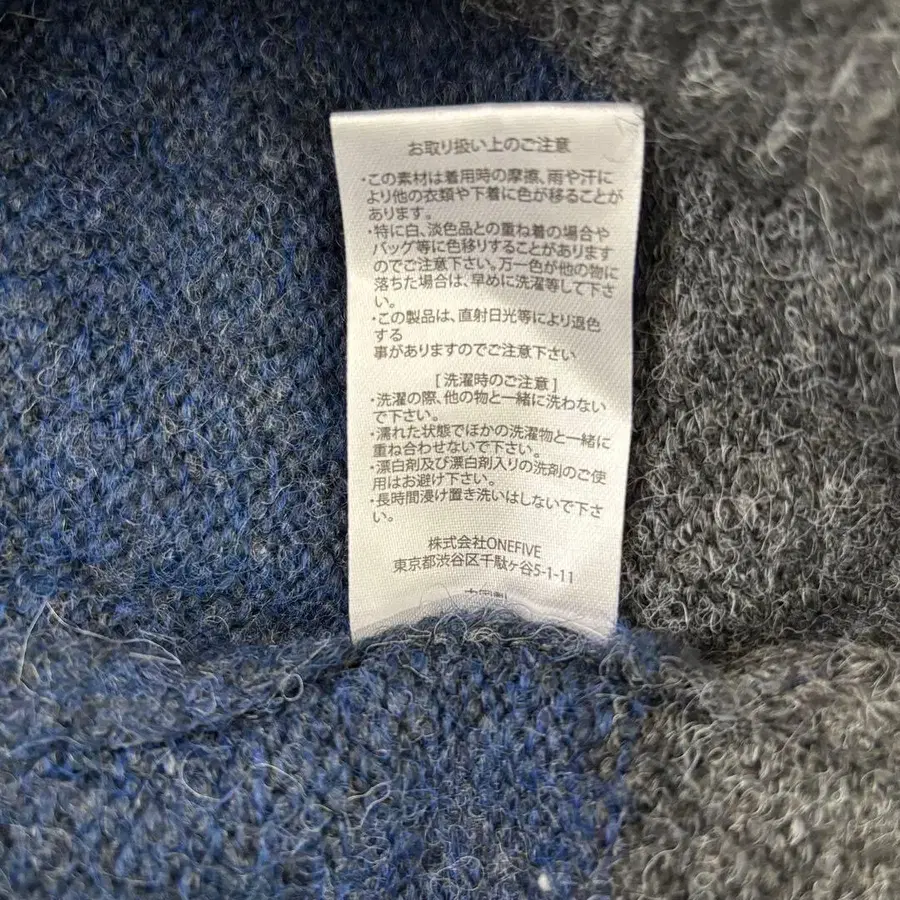 お取り扱い上のご注意
・この素材は着用時の摩擦、雨や汗に
より他の衣類や下着に色が移ることが
あります。
・特に白、淡色品との重ね着の場合や
バッグ等に色移りすることがあります
のでご注意下さい。万一色が他の物に
落ちた場合は、早めに洗濯等して下さ
い。
・この製品は、直射日光等により退色
する
事がありますのでご注意下さい
[洗濯時のご注意]
・洗濯の際、他の物と一緒に洗わない
で下さい。
・濡れた状態でほかの洗濯物と一緒に
重ね合わせないで下さい。
・漂白剤及び漂白剤入りの洗剤のご使
用はお避け下さい。
・長時間浸け置き洗いはしないで下さ
い。
株式会社ONEFIVE
東京都渋谷区千駄ヶ谷5-1-11